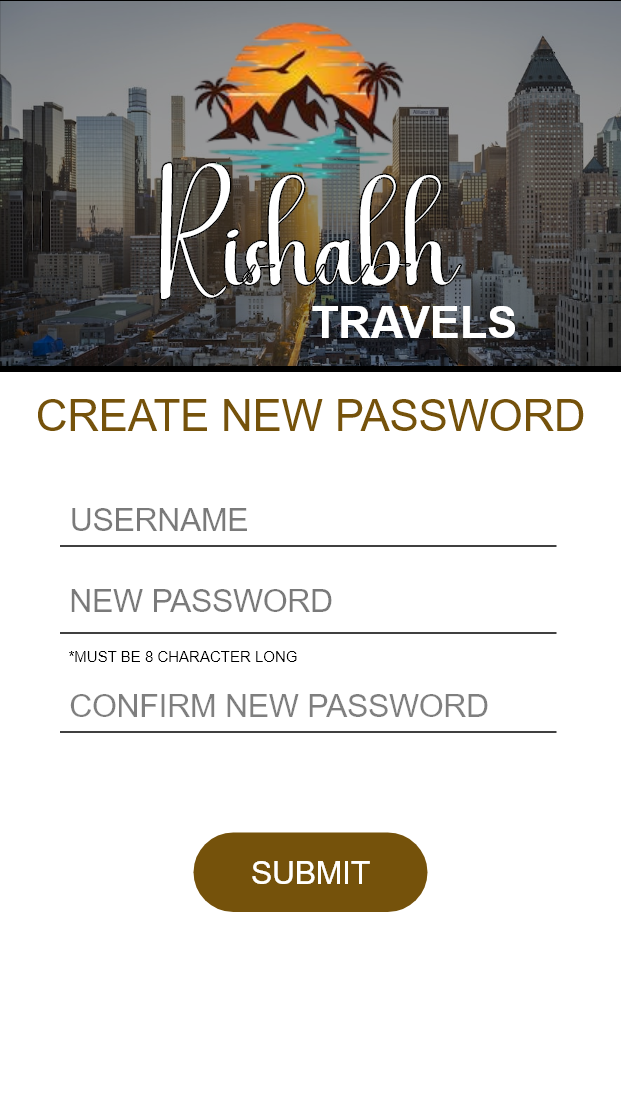 Rishabh
TRAVELS
CREATE NEW PASSWORD
USERNAME
NEW PASSWORD
*MUST BE 8 CHARACTER LONG
CONFIRM NEW PASSWORD
SUBMIT